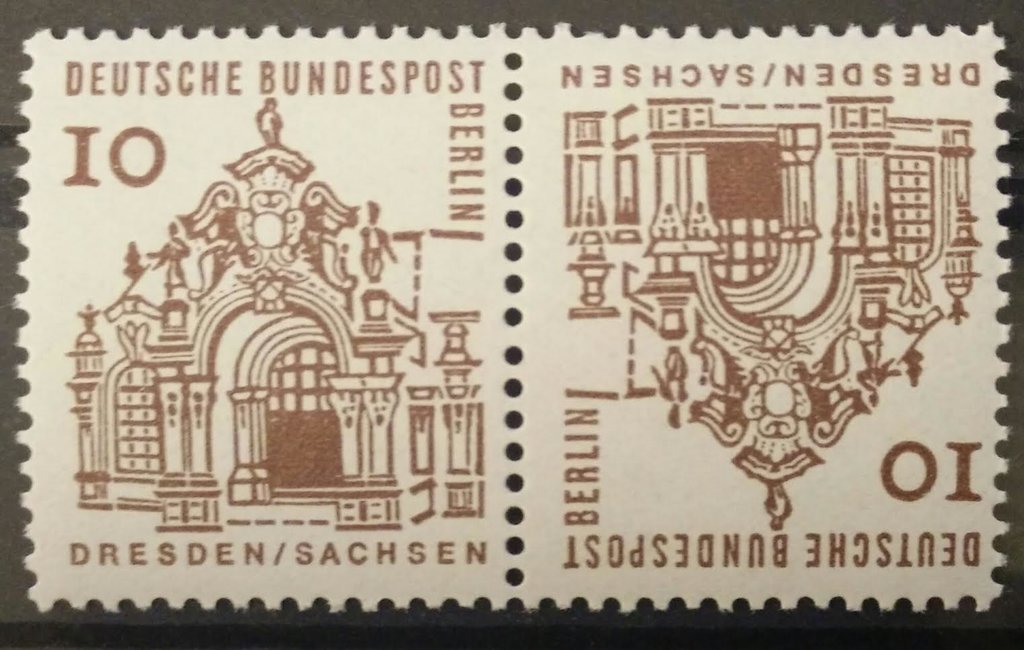 DEUTSCHE BUNDESPOST
BERLIN
10
DRESDEN/SACHSEN
DEUTSCHE BUNDESPOST
BERLIN
10
DRESDEN/SACHSEN